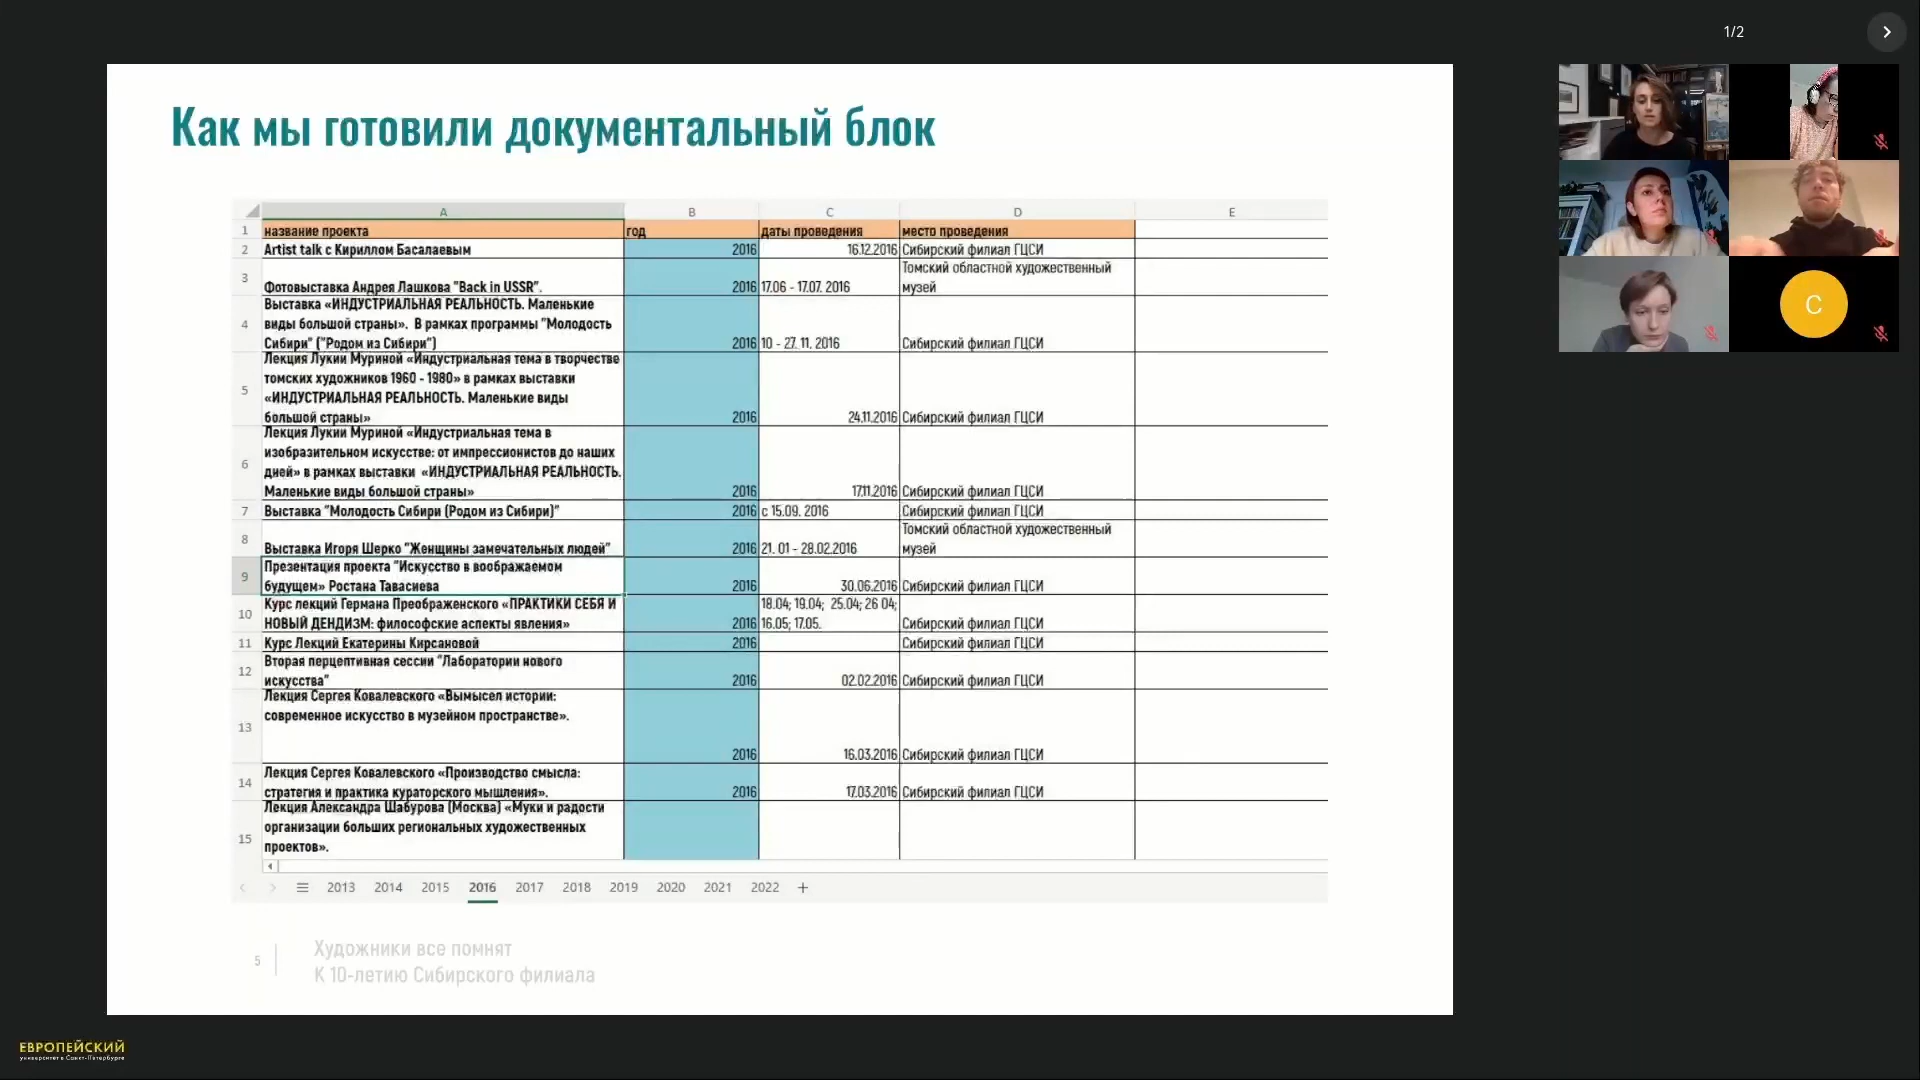 1/2
Как мы готовили документальный блок
A B C D E
1 название проекта год даты проведения место проведения
2 Artist talk с Кириллом Басалаевым 2016 16.12.2016 Сибирский филиал ГЦСИ
Томский областной художественный
3 Фотовыставка Андрея Лашкова "Back in USSR". 2016 17.06 - 17.07. 2016 музей
Выставка «ИНДУСТРИАЛЬНАЯ РЕАЛЬНОСТЬ. Маленькие
4 виды большой страны». В рамках программы "Молодость
Сибири" ("Родом из Сибири") 2016 10 - 27. 11. 2016 Сибирский филиал ГЦСИ
Лекция Лукии Муриной «Индустриальная тема в творчестве
томских художников 1960 - 1980» в рамках выставки
5 «ИНДУСТРИАЛЬНАЯ РЕАЛЬНОСТЬ. Маленькие виды
большой страны» 2016 24.11.2016 Сибирский филиал ГЦСИ
Лекция Лукии Муриной «Индустриальная тема в
изобразительном искусстве: от импрессионистов до наших
6 дней» в рамках выставки «ИНДУСТРИАЛЬНАЯ РЕАЛЬНОСТЬ.
Маленькие виды большой страны» 2016 17.11.2016 Сибирский филиал ГЦСИ
7 Выставка "Молодость Сибири (Родом из Сибири)" 2016 с 15.09. 2016 Сибирский филиал ГЦСИ
Томский областной художественный
8 Выставка Игоря Шерко "Женщины замечательных людей" 2016 21. 01 - 28.02.2016 музей
9 Презентация проекта "Искусство в воображаемом
будущем» Ростана Тавасиева 2016 30.06.2016 Сибирский филиал ГЦСИ
10 Курс лекций Германа Преображенского «ПРАКТИКИ СЕБЯ И 18.04; 19.04; 25.04; 26 04;
НОВЫЙ ДЕНДИЗМ: философские аспекты явления» 2016 16.05; 17.05. Сибирский филиал ГЦСИ
11 Курс Лекций Екатерины Кирсановой 2016 Сибирский филиал ГЦСИ
12 Вторая перцептивная сессии "Лаборатории нового
искусства" 2016 02.02.2016 Сибирский филиал ГЦСИ
Лекция Сергея Ковалевского «Вымысел истории:
13 современное искусство в музейном пространстве».
2016 16.03.2016 Сибирский филиал ГЦСИ
14 Лекция Сергея Ковалевского «Производство смысла:
стратегия и практика кураторского мышления». 2016 17.03.2016 Сибирский филиал ГЦСИ
Лекция Александра Шабурова (Москва) «Муки и радости
15 организации больших региональных художественных
проектов».
2013 2014 2015 2016 2017 2018 2019 2020 2021 2022 +
5 Художники все помнят
К 10-летию Сибирского филиала
С
ЕВРОПЕЙСКИЙ
университет в Санкт-Петербурге